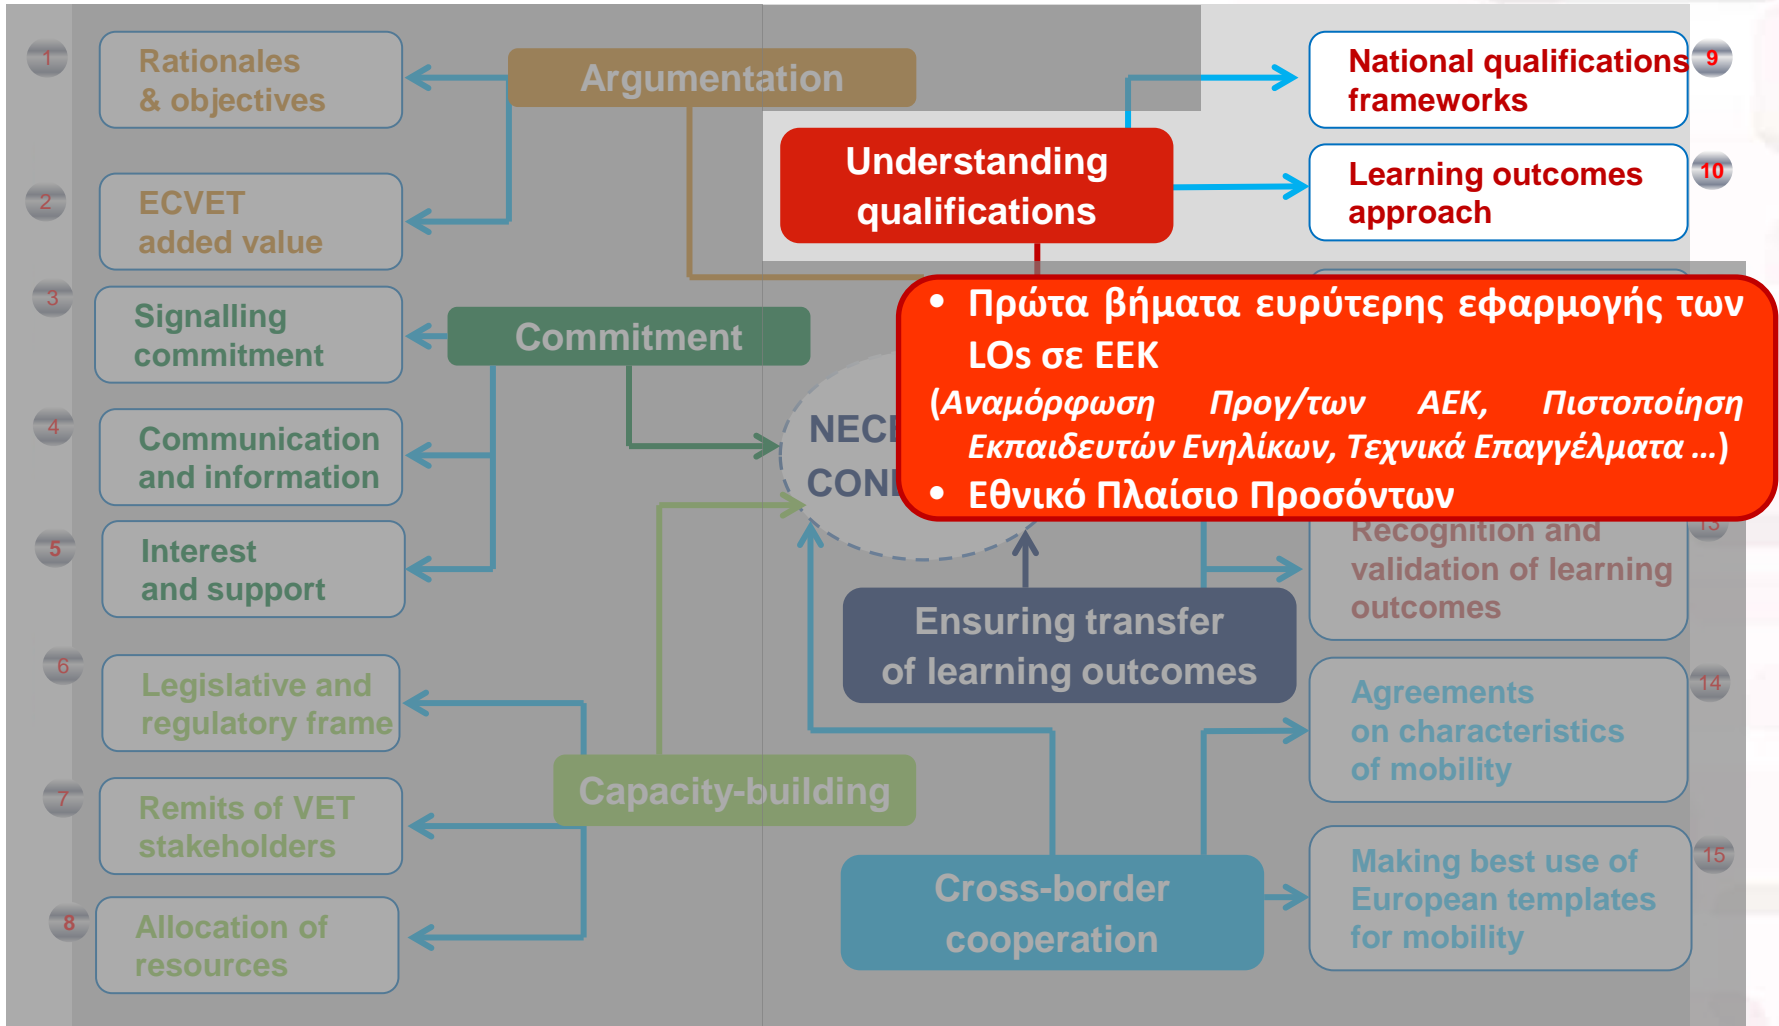 1
Rationales
& objectives
2
ECVET
added value
3
Signalling
commitment
4
Communication
and information
5
Interest
and support
6
Legislative and
regulatory frame
7
Remits of VET
stakeholders
8
Allocation of
resources
Argumentation
Commitment
Capacity-building
Understanding
qualifications
National qualifications
frameworks
9
Learning outcomes
approach
10
• Πρώτα βήματα ευρύτερης εφαρμογής των
LOs σε ΕΕΚ
(Αναμόρφωση Προγ/των ΑΕΚ, Πιστοποίηση
Εκπαιδευτών Ενηλίκων, Τεχνικά Επαγγέλματα ...)
• Εθνικό Πλαίσιο Προσόντων
Ensuring transfer
of learning outcomes
13
Recognition and
validation of learning
outcomes
Agreements
on characteristics
of mobility
14
Cross-border
cooperation
Making best use of
European templates
for mobility
15